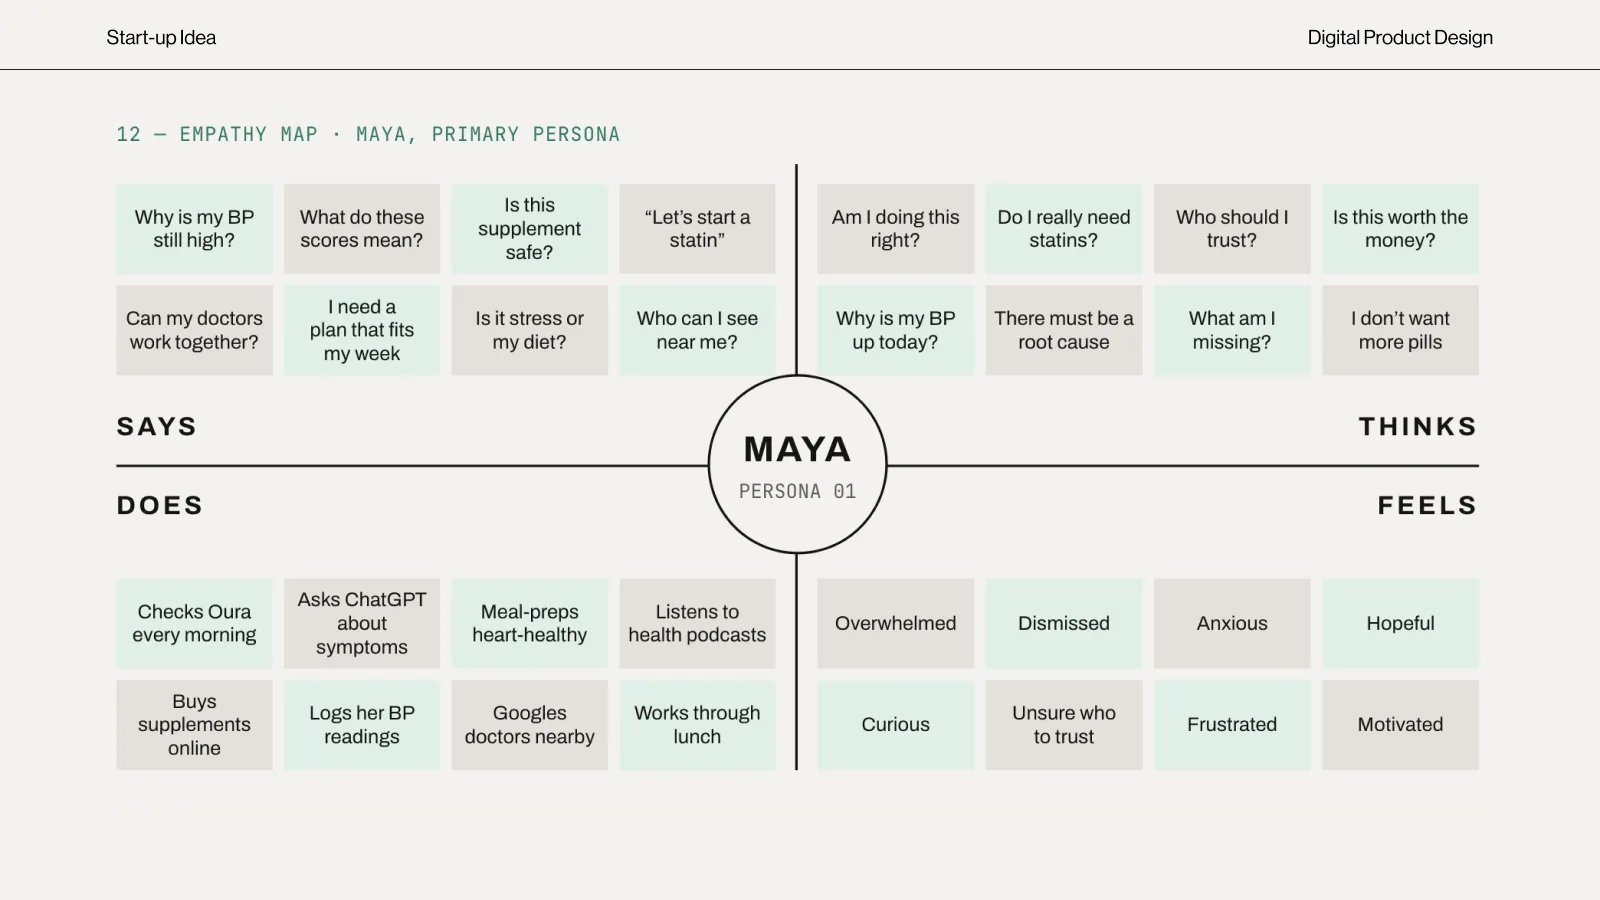 Start-up Idea
Digital Product Design
12 — EMPATHY MAP · MAYA, PRIMARY PERSONA
Why is my BP
still high?
What do these
scores mean?
Is this
supplement
safe?
“Let’s start a
statin”
Can my doctors
work together?
I need a
plan that fits
my week
Is it stress or
my diet?
Who can I see
near me?
SAYS
Am I doing this
right?
Do I really need
statins?
Who should I
trust?
Is this worth the
money?
Why is my BP
up today?
There must be a
root cause
What am I
missing?
I don’t want
more pills
THINKS
MAYA
PERSONA 01
DOES
Checks Oura
every morning
Asks ChatGPT
about
symptoms
Meal-preps
heart-healthy
Listens to
health podcasts
Buys
supplements
online
Logs her BP
readings
Googles
doctors nearby
Works through
lunch
FEELS
Overwhelmed
Dismissed
Anxious
Hopeful
Curious
Unsure who
to trust
Frustrated
Motivated